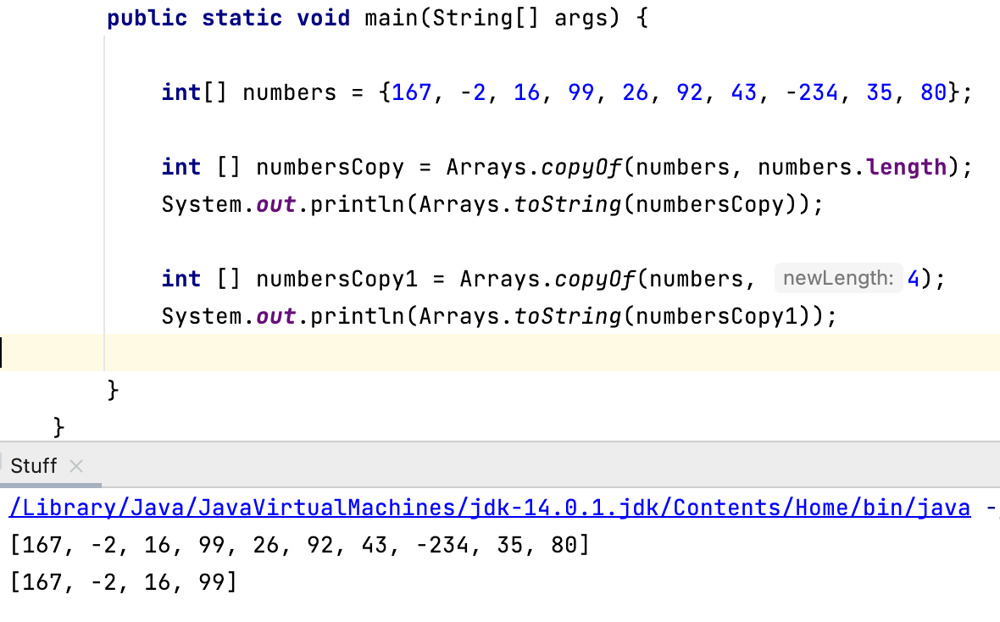 public static void main(String[] args) {
int[] numbers = {167, -2, 16, 99, 26, 92, 43, -234, 35, 80};
int [] numbersCopy = Arrays.copyOf(numbers, numbers.length);
System.out.println(Arrays.toString(numbersCopy));
int [] numbersCopy1 = Arrays.copyOf(numbers, newLength: 4);
System.out.println(Arrays.toString(numbersCopy1));
}
}
Stuff
/Library/Java/JavaVirtualMachines/jdk-14.0.1.jdk/Contents/Home/bin/java -
[167, -2, 16, 99, 26, 92, 43, -234, 35, 80]
[167, -2, 16, 99]